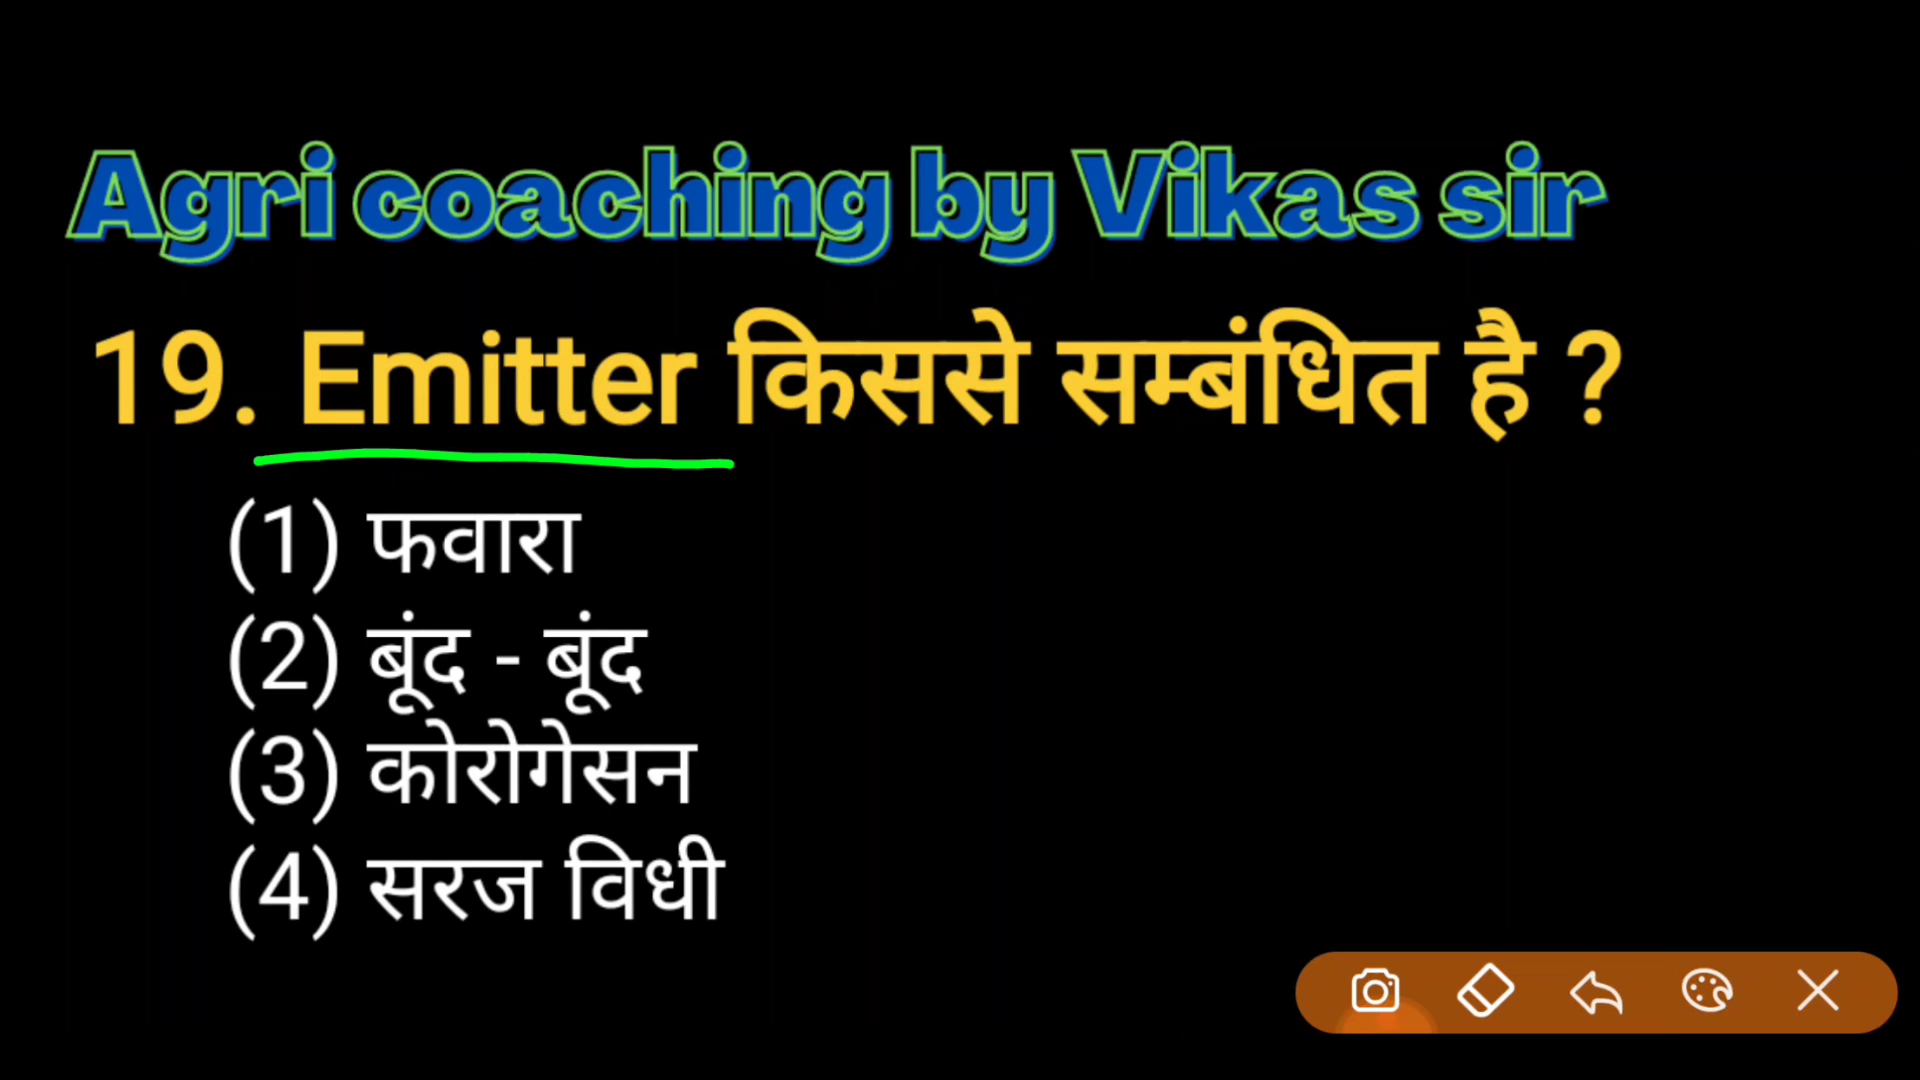 Agri coaching by Vikas sir
19. Emitter किससे सम्बंधित है ?
(1) फवारा
(2) बूंद - बूंद
(3) कोरोगेसन
(4) सरज विधी